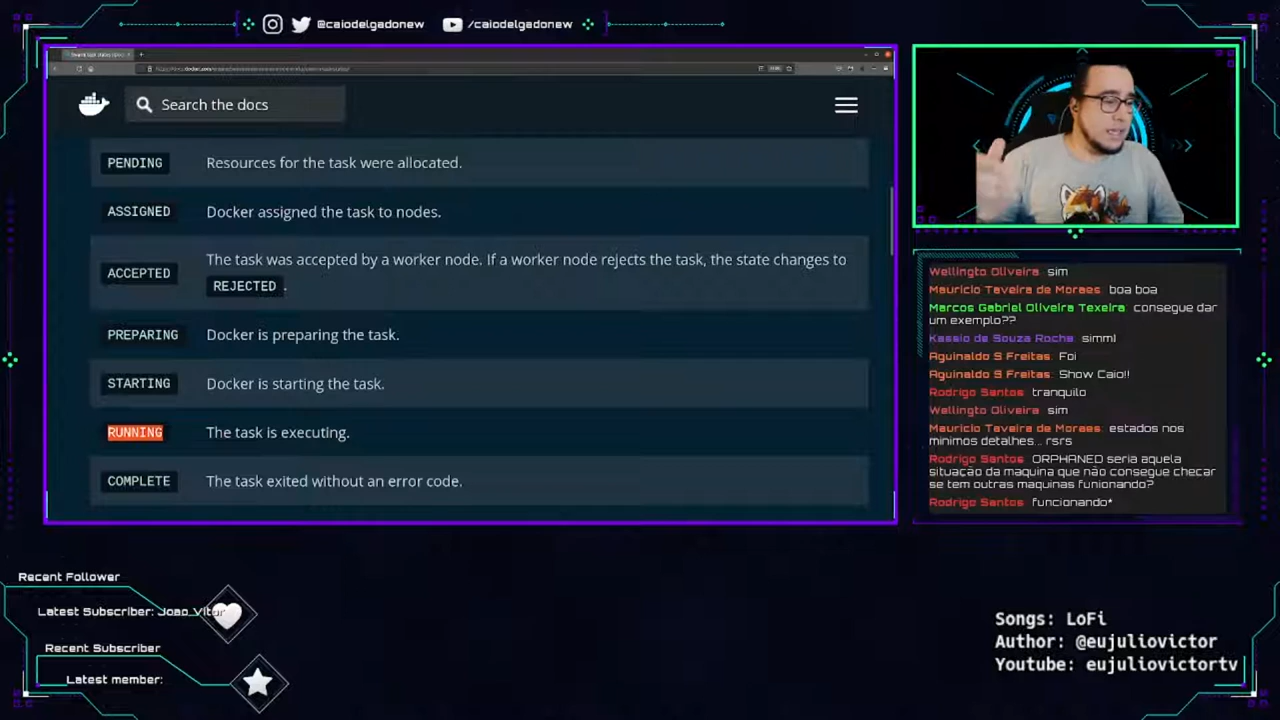 @caiodelgadonew /caiodelgadonew
Search the docs
PENDING Resources for the task were allocated.
ASSIGNED Docker assigned the task to nodes.
ACCEPTED The task was accepted by a worker node. If a worker node rejects the task, the state changes to
REJECTED .
PREPARING Docker is preparing the task.
STARTING Docker is starting the task.
RUNNING The task is executing.
COMPLETE The task exited without an error code.
Wellingto Oliveira: sim
Mauricio Taveira de Moraes: boa boa
Marcos Gabriel Oliveira Texeira: consegue dar
um exemplo??
Kassio de Souza Rocha: simm!
Aguinaldo S Freitas: Foi
Aguinaldo S Freitas: Show Caio!!
Rodrigo Santos: tranquilo
Wellingto Oliveira: sim
Mauricio Taveira de Moraes: estados nos
minimos detalhes... rsrs
Rodrigo Santos: ORPHANED seria aquela
situação da maquina que não consegue checar
se tem outras maquinas funionando?
Rodrigo Santos: funcionando*
Recent Follower
Latest Subscriber: Joao Vitor
Recent Subscriber
Latest member:
Songs: LoFi
Author: @eujuliovictor
Youtube: eujuliovictortv